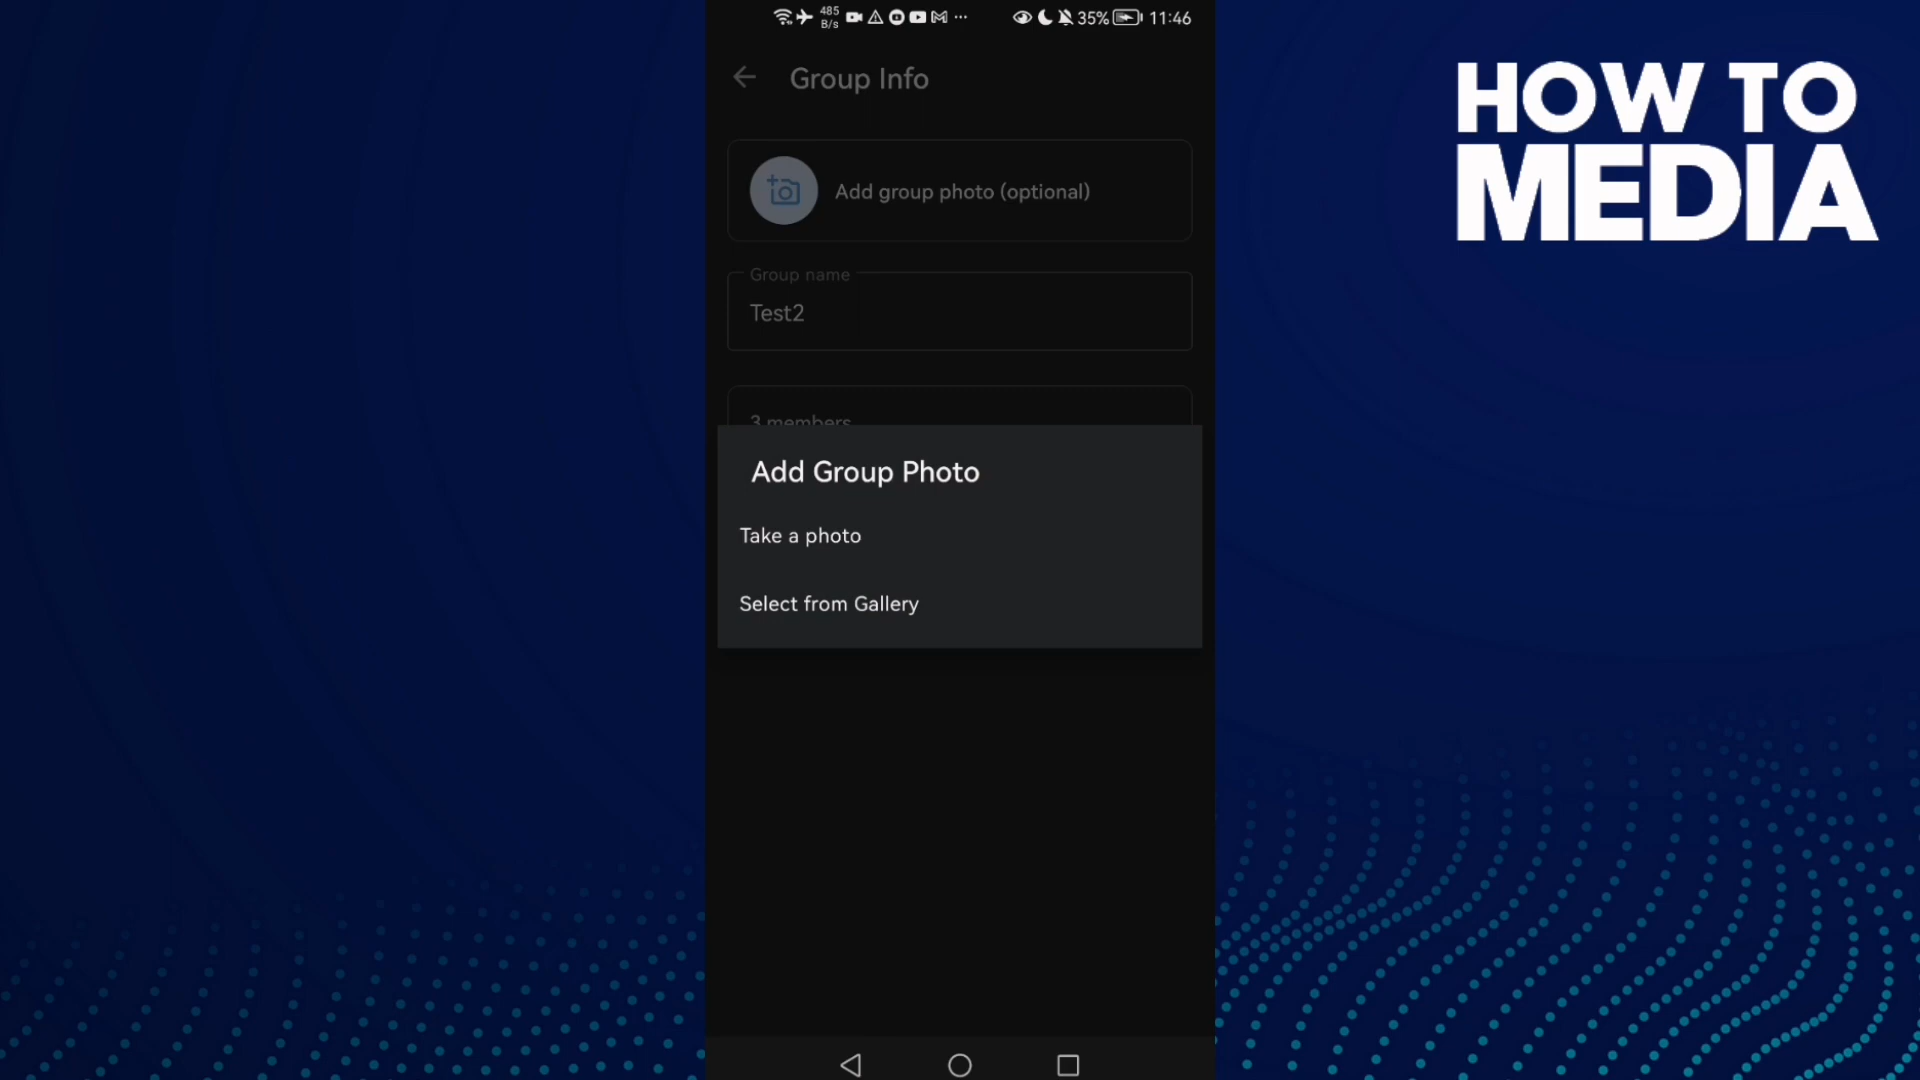 485
B/s
35%
11:46
Group Info
Add group photo (optional)
Group name
Test2
3 members
Add Group Photo
Take a photo
Select from Gallery
HOW TO
MEDIA